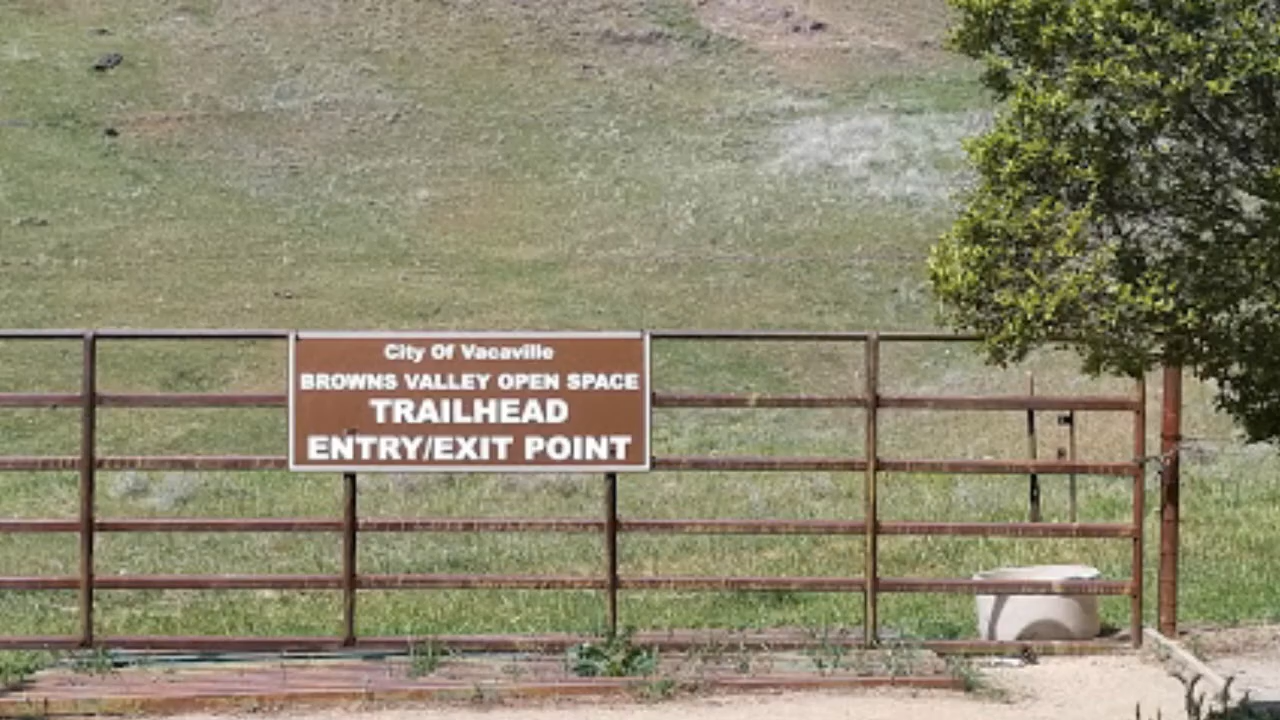 City Of Vacaville
BROWNS VALLEY OPEN SPACE
TRAILHEAD
ENTRY/EXIT POINT